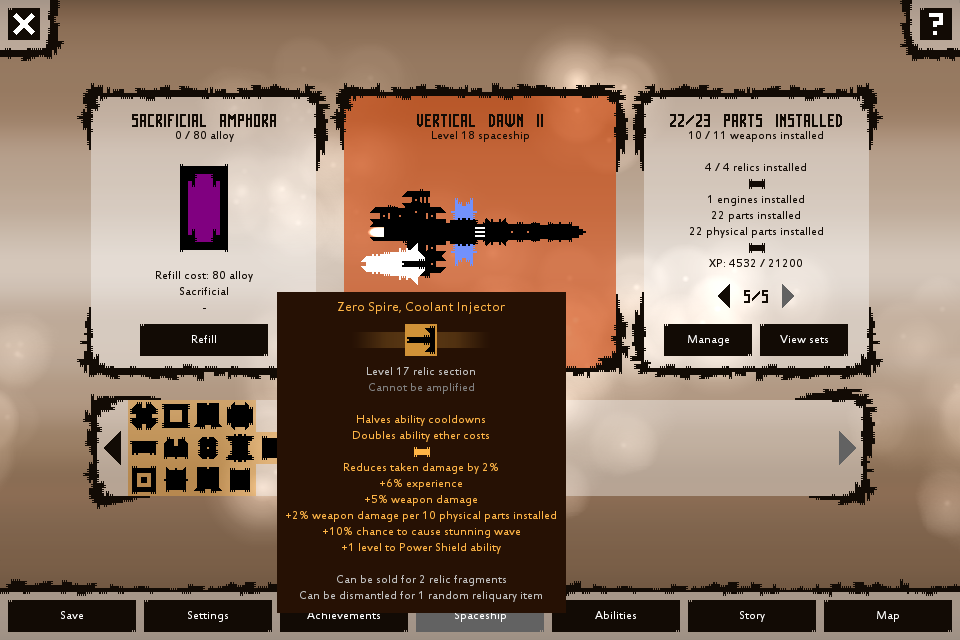 ?
SACRIFICIAL AMPHORA
0 / 80 alloy
Refill cost: 80 alloy
Sacrificial
-
Refill
VERTICAL DAWN II
Level 18 spaceship
22/23 PARTS INSTALLED
10 / 11 weapons installed
4 / 4 relics installed
1 engines installed
22 parts installed
22 physical parts installed
XP: 4532 / 21200
5/5
Manage
View sets
Zero Spire, Coolant Injector
Level 17 relic section
Cannot be amplified
Halves ability cooldowns
Doubles ability ether costs
Reduces taken damage by 2%
+6% experience
+5% weapon damage
+2% weapon damage per 10 physical parts installed
+10% chance to cause stunning wave
+1 level to Power Shield ability
Can be sold for 2 relic fragments
Can be dismantled for 1 random reliquary item
Save
Settings
Achievements
Spaceship
Abilities
Story
Map